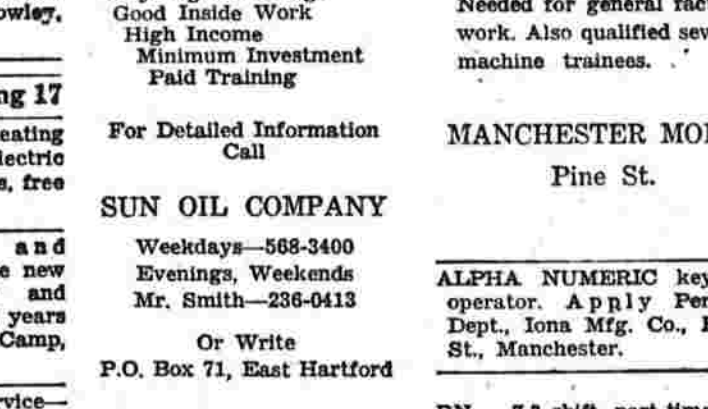 owley,
ng 17
eating
lectric
s, free
and
e new
and
years
Camp,
rvice—
Good Inside Work
High Income
Minimum Investment
Paid Training
For Detailed Information
Call
SUN OIL COMPANY
Weekdays—568-3400
Evenings, Weekends
Mr. Smith—236-0413
Or Write
P.O. Box 71, East Hartford
Needed for general fac
work. Also qualified sew
machine trainees.
MANCHESTER MO
Pine St.
ALPHA NUMERIC key
operator. Apply Per
Dept., Iona Mfg. Co.,
St., Manchester.